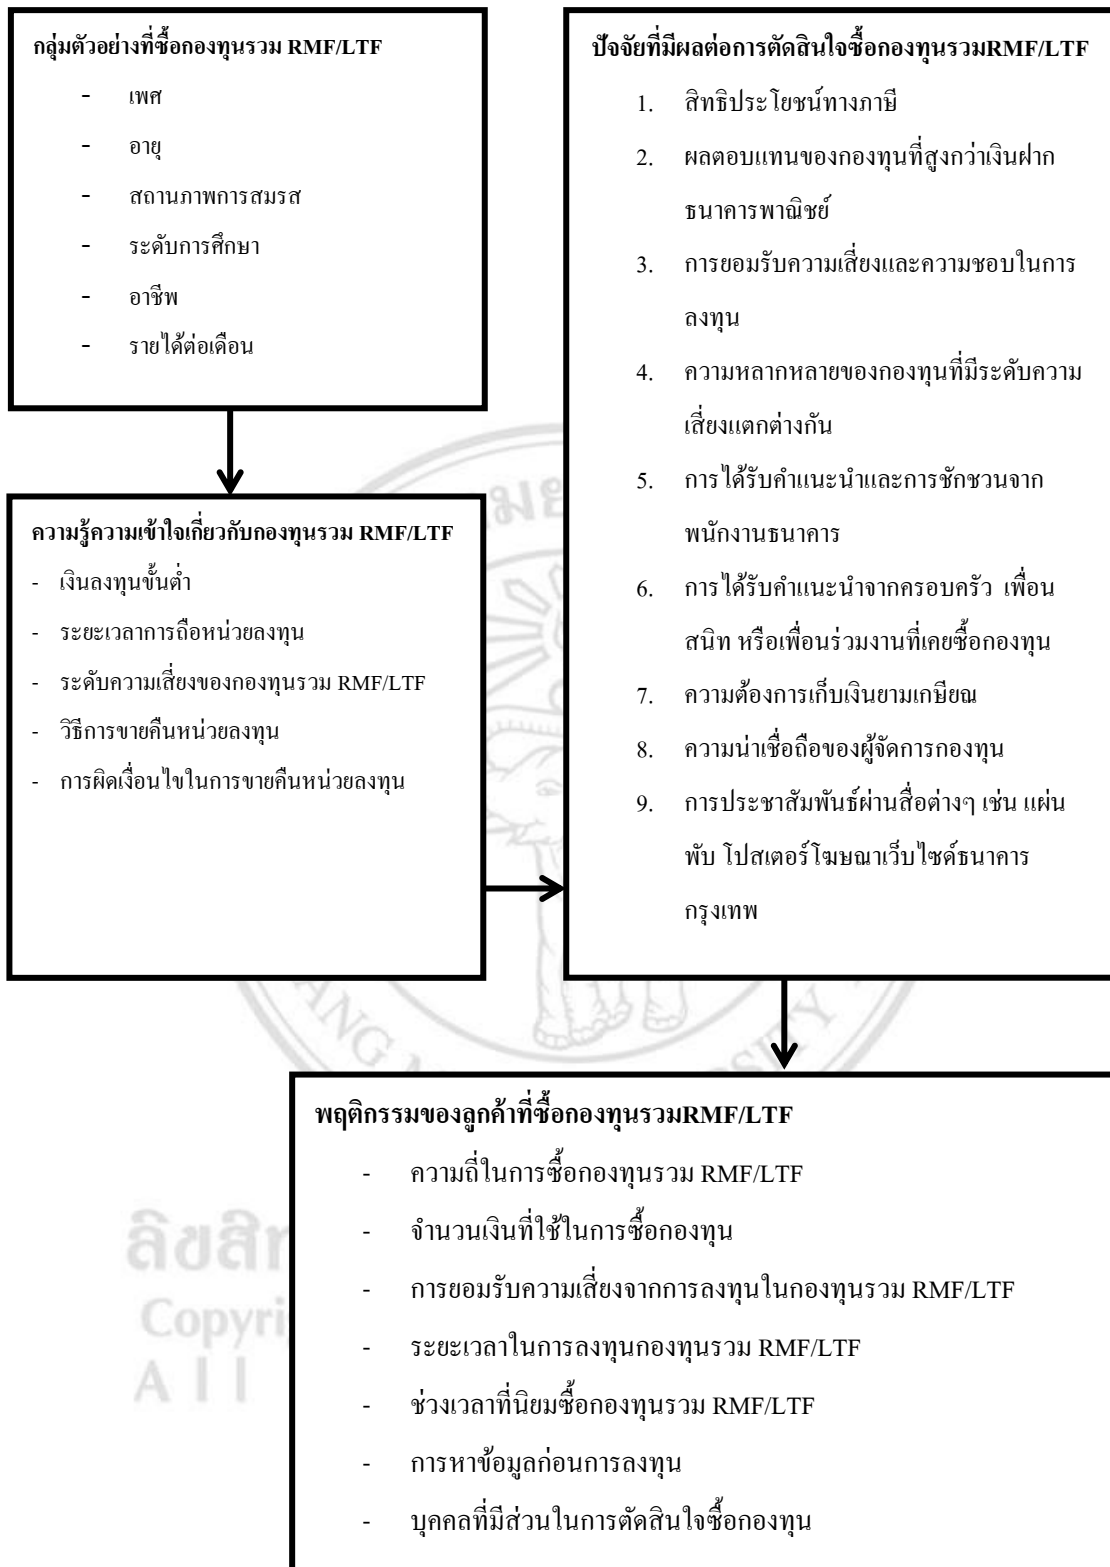 กลุ่มตัวอย่างที่ซื้อกองทุนรวม RMF/LTF
- เพศ
- อายุ
- สถานภาพการสมรส
- ระดับการศึกษา
- อาชีพ
- รายได้ต่อเดือน
ความรู้ความเข้าใจเกี่ยวกับกองทุนรวม RMF/LTF
- เงินลงทุนขั้นต่ำ
- ระยะเวลาการถือหน่วยลงทุน
- ระดับความเสี่ยงของกองทุนรวม RMF/LTF
- วิธีการขายคืนหน่วยลงทุน
- การผิดเงื่อนไขในการขายคืนหน่วยลงทุน
ปัจจัยที่มีผลต่อการตัดสินใจซื้อกองทุนรวมRMF/LTF
1. สิทธิประโยชน์ทางภาษี
2. ผลตอบแทนของกองทุนที่สูงกว่าเงินฝาก
ธนาคารพาณิชย์
3. การยอมรับความเสี่ยงและความชอบในการ
ลงทุน
4. ความหลากหลายของกองทุนที่มีระดับความ
เสี่ยงแตกต่างกัน
5. การได้รับคำแนะนำและการชักชวนจาก
พนักงานธนาคาร
6. การได้รับคำแนะนำจากครอบครัว เพื่อน
สนิท หรือเพื่อนร่วมงานที่เคยซื้อกองทุน
7. ความต้องการเก็บเงินยามเกษียณ
8. ความน่าเชื่อถือของผู้จัดการกองทุน
9. การประชาสัมพันธ์ผ่านสื่อต่างๆ เช่น แผ่น
พับ โปสเตอร์โฆษณาเว็บไซด์ธนาคาร
กรุงเทพ
พฤติกรรมของลูกค้าที่ซื้อกองทุนรวมRMF/LTF
- ความถี่ในการซื้อกองทุนรวม RMF/LTF
- จำนวนเงินที่ใช้ในการซื้อกองทุน
- การยอมรับความเสี่ยงจากการลงทุนในกองทุนรวม RMF/LTF
- ระยะเวลาในการลงทุนกองทุนรวม RMF/LTF
- ช่วงเวลาที่นิยมซื้อกองทุนรวม RMF/LTF
- การหาข้อมูลก่อนการลงทุน
- บุคคลที่มีส่วนในการตัดสินใจซื้อกองทุน
All